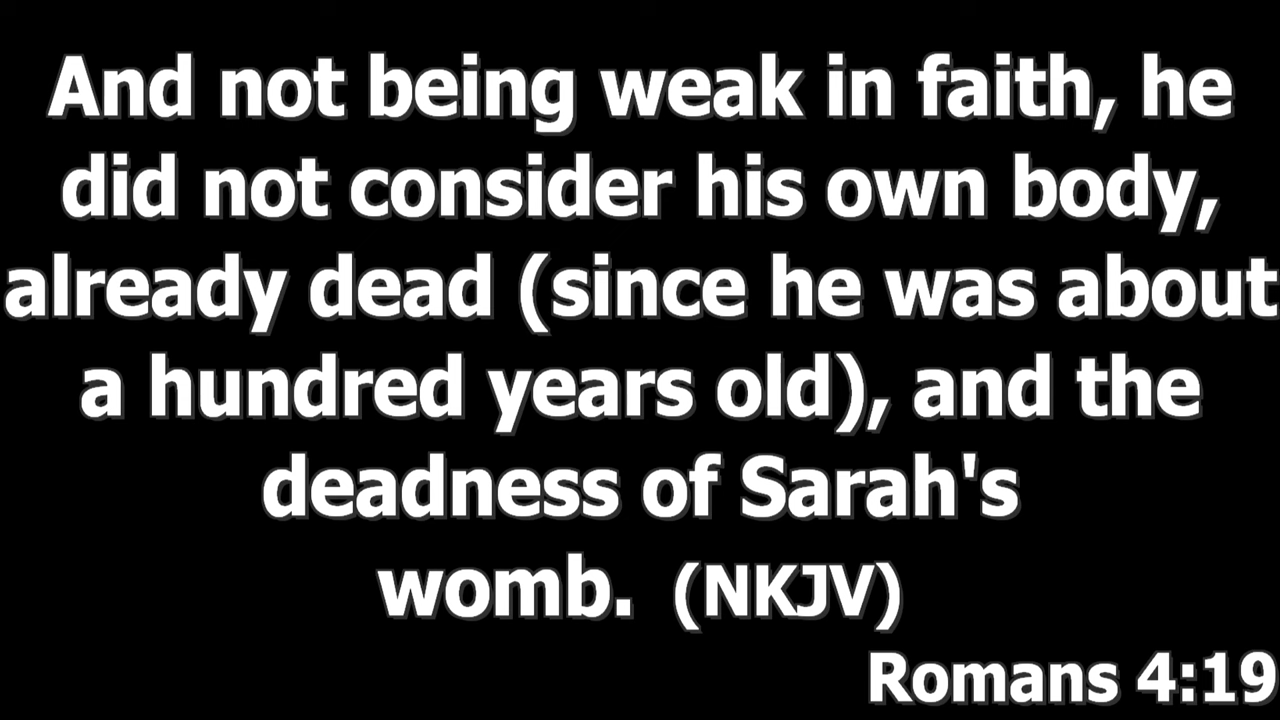 And not being weak in faith, he
did not consider his own body,
already dead (since he was about
a hundred years old), and the
deadness of Sarah's
womb. (NKJV)
Romans 4:19